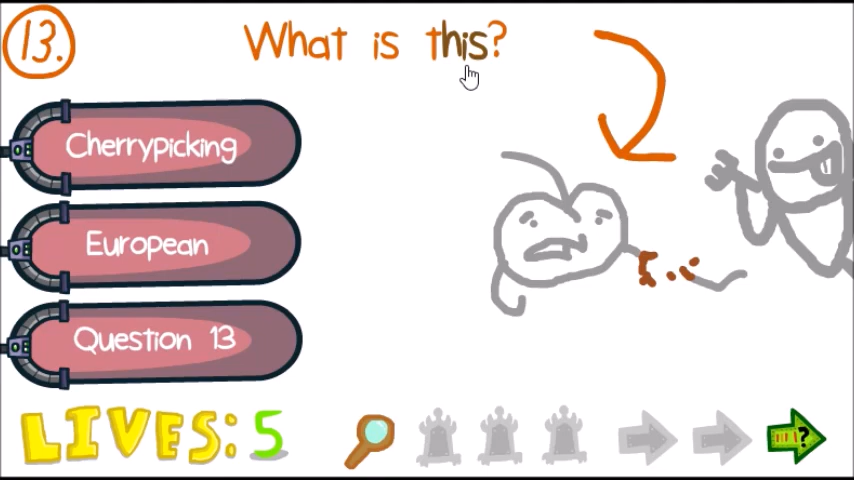 13.
What is this?
Cherrypicking
European
Question 13
LIVES: 5
?